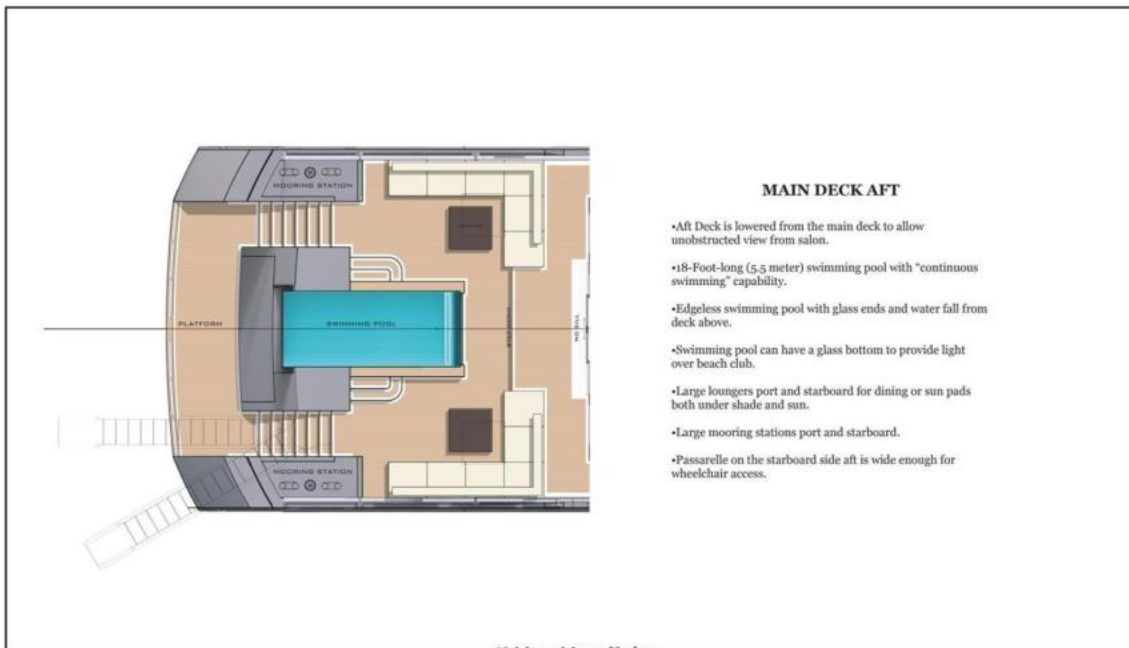 MOORING STATION
PLATFORM
SWIMMING POOL
STEP DOWN
NO SILL
MOORING STATION
MAIN DECK AFT
•Aft Deck is lowered from the main deck to allow
unobstructed view from salon.
•18-Foot-long (5.5 meter) swimming pool with “continuous
swimming” capability.
•Edgeless swimming pool with glass ends and water fall from
deck above.
•Swimming pool can have a glass bottom to provide light
over beach club.
•Large loungers port and starboard for dining or sun pads
both under shade and sun.
•Large mooring stations port and starboard.
•Passarelle on the starboard side aft is wide enough for
wheelchair access.